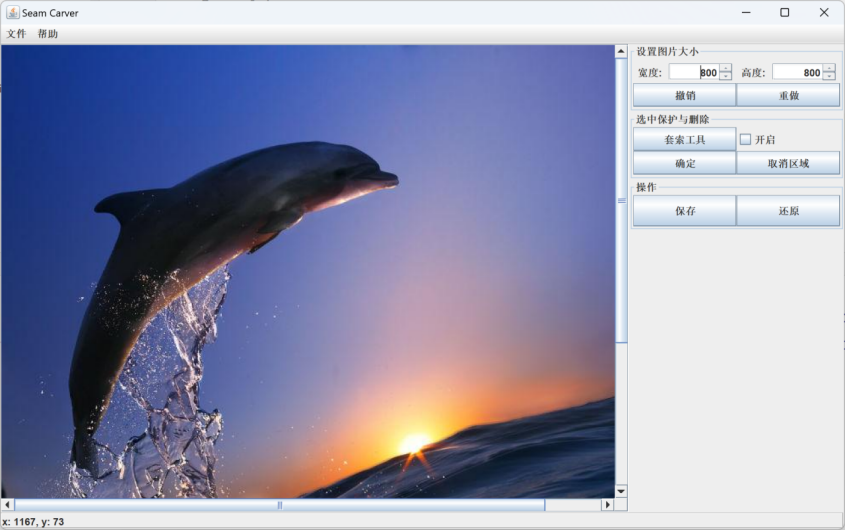 Seam Carver
文件 帮助
设置图片大小
宽度: 800 高度: 800
撤销 重做
选中保护与删除
套索工具 开启
确定 取消区域
操作
保存 还原
x: 1167, y: 73